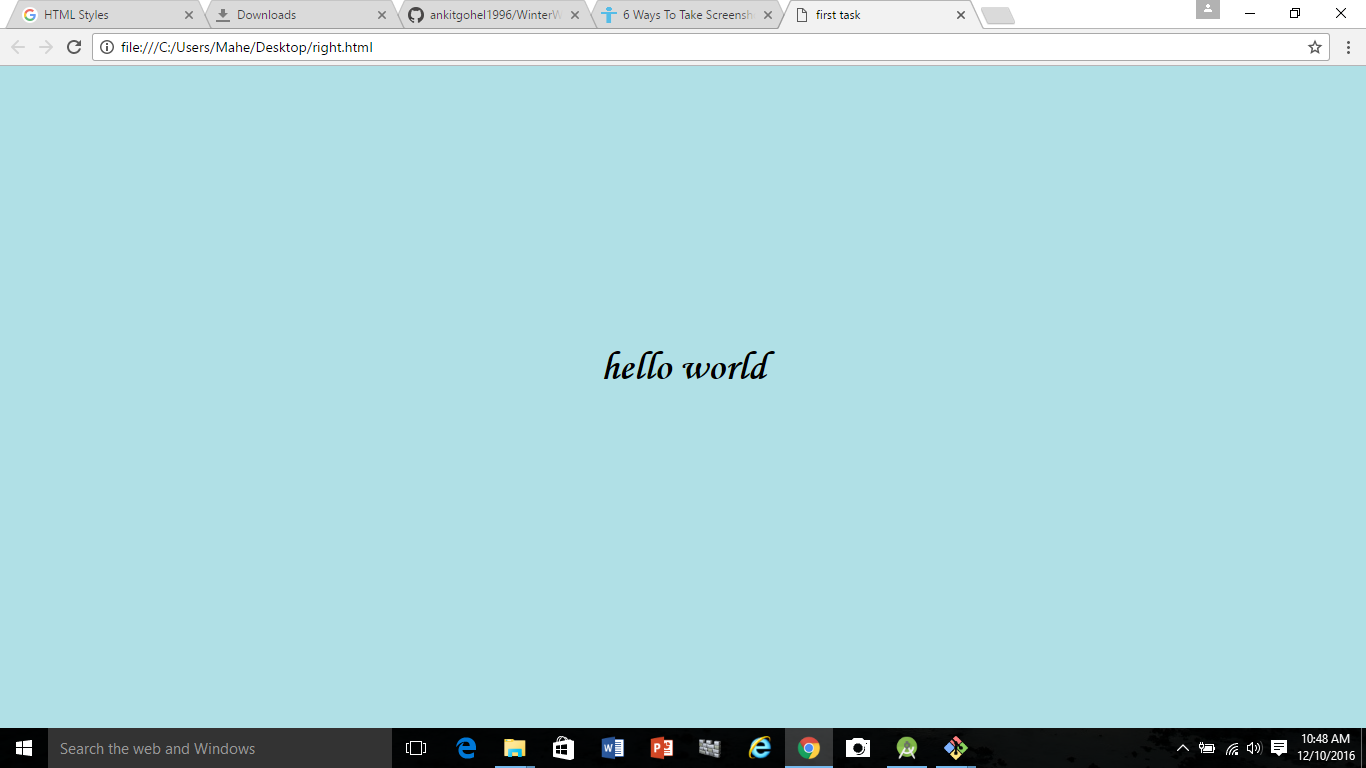 HTML Styles
Downloads
ankitgohel1996/WinterW
6 Ways To Take Screensh
first task
file:///C:/Users/Mahe/Desktop/right.html
hello world
Search the web and Windows
10:48 AM
12/10/2016